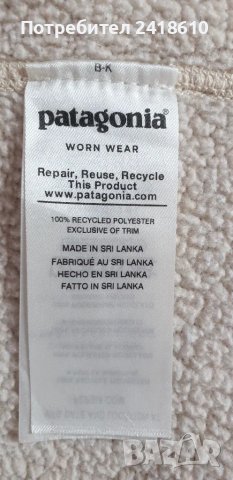 Потребител 2418610
B-K
patagonia®
WORN WEAR
Repair, Reuse, Recycle
This Product
www.patagonia.com
100% RECYCLED POLYESTER
EXCLUSIVE OF TRIM
MADE IN SRI LANKA
FABRIQUÉ AU SRI LANKA
HECHO EN SRI LANKA
FATTO IN SRI LANKA
БАZАР